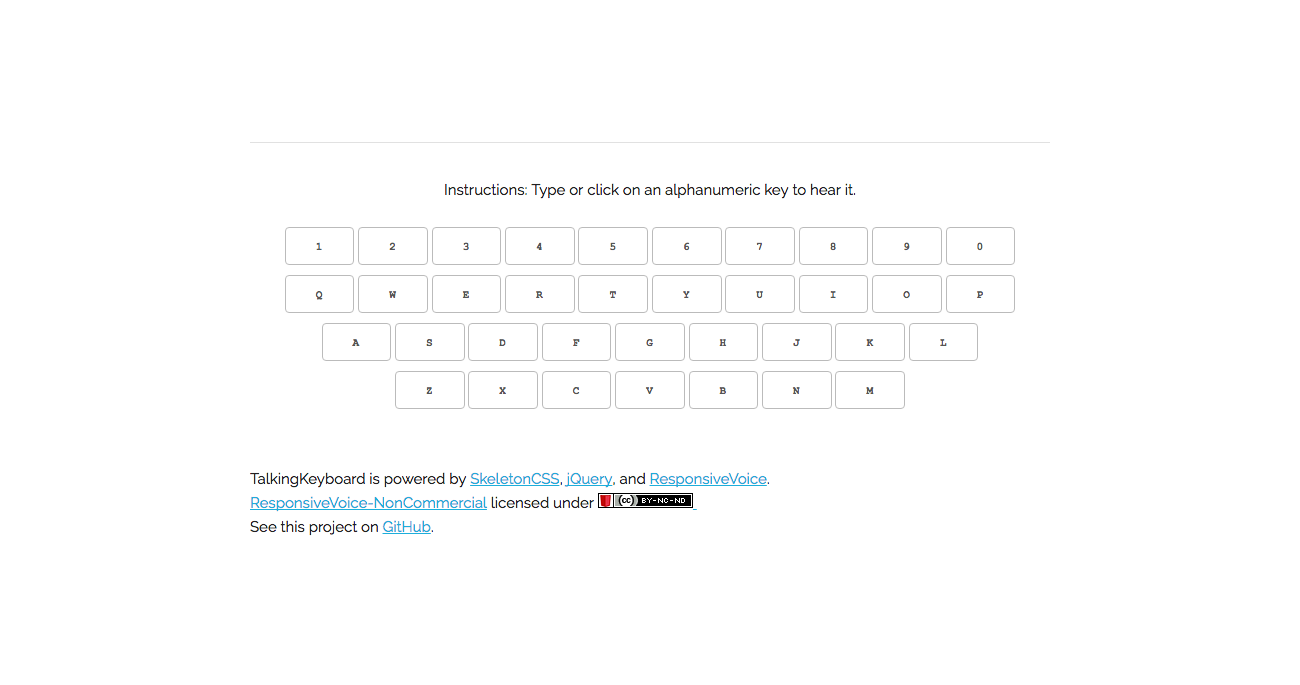 Instructions: Type or click on an alphanumeric key to hear it.
1 2 3 4 5 6 7 8 9 0
Q W E R T Y U I O P
A S D F G H J K L
Z X C V B N M
TalkingKeyboard is powered by SkeletonCSS, jQuery, and ResponsiveVoice.
ResponsiveVoice-NonCommercial licensed under cc BY-NC-ND
See this project on GitHub.